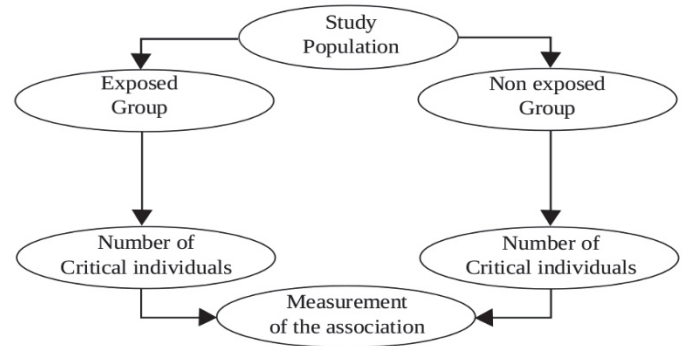 Study
Population
Exposed
Group
Non exposed
Group
Number of
Critical individuals
Number of
Critical individuals
Measurement
of the association